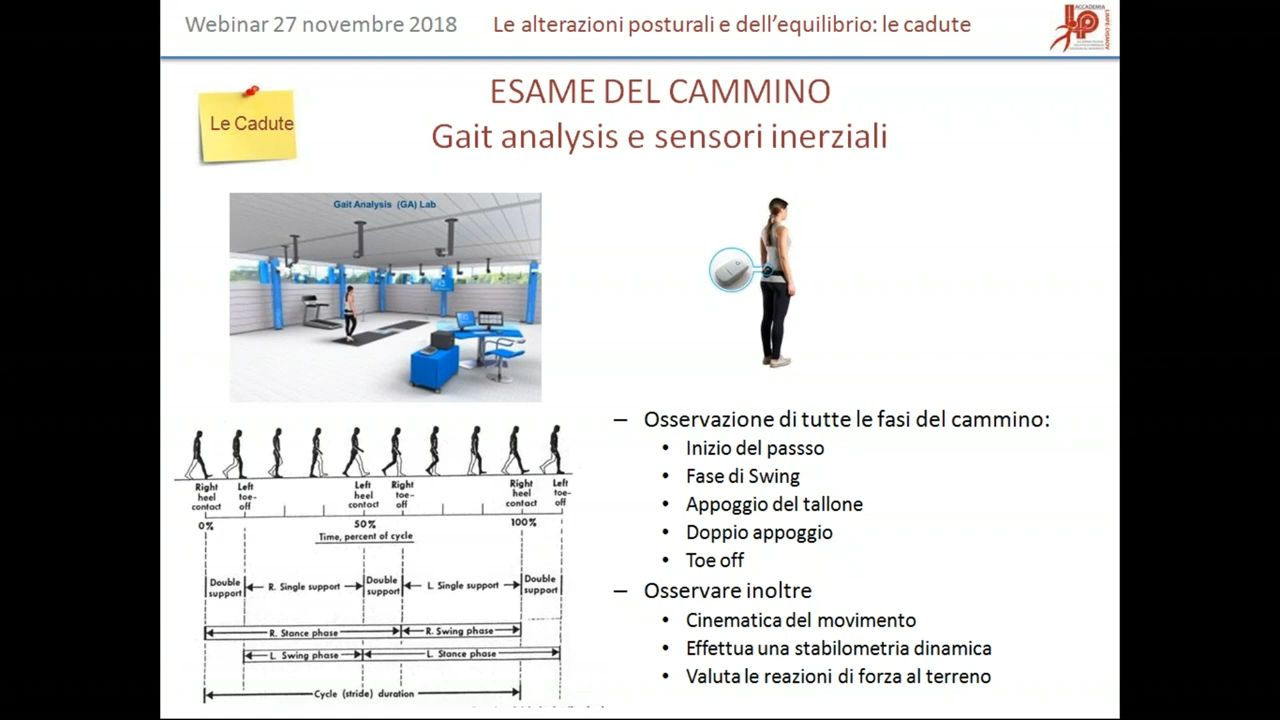 Webinar 27 novembre 2018 Le alterazioni posturali e dell'equilibrio: le cadute
ACCADEMIA
LIMPE-DISMOV
Le Cadute
ESAME DEL CAMMINO
Gait analysis e sensori inerziali
Gait Analysis (GA) Lab
Right heel contact
Left toe-off
Left heel contact
Right toe-off
Right heel contact
Left toe-off
0% 50% 100%
Time, percent of cycle
Double support
R. Single support
Double support
L. Single support
Double support
R. Stance phase R. Swing phase
L. Swing phase L. Stance phase
Cycle (stride) duration
– Osservazione di tutte le fasi del cammino:
• Inizio del passso
• Fase di Swing
• Appoggio del tallone
• Doppio appoggio
• Toe off
– Osservare inoltre
• Cinematica del movimento
• Effettua una stabilometria dinamica
• Valuta le reazioni di forza al terreno